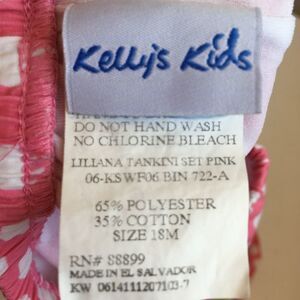 Kelly's Kids
DO NOT HAND WASH
NO CHLORINE BLEACH
LILIANA TANKINI SET PINK
06-KSWF06 BIN 722-A
65% POLYESTER
35% COTTON
SIZE 18M
RN# 88899
MADE IN EL SALVADOR
KW 061411207103-7